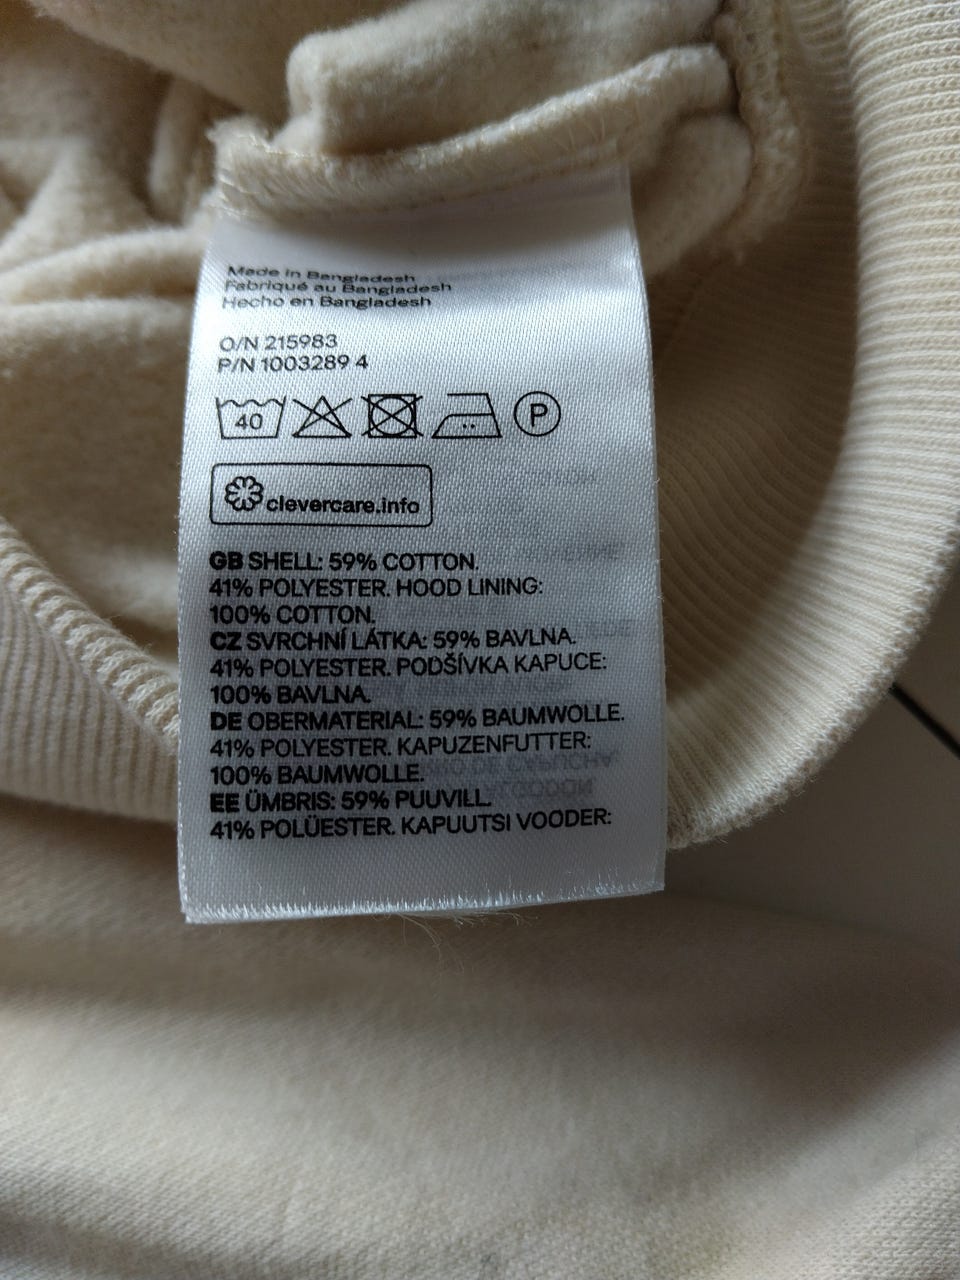 Made in Bangladesh
Fabriqué au Bangladesh
Hecho en Bangladesh
O/N 215983
P/N 1003289 4
40
P
clevercare.info
GB SHELL: 59% COTTON.
41% POLYESTER. HOOD LINING:
100% COTTON.
CZ SVRCHNÍ LÁTKA: 59% BAVLNA.
41% POLYESTER. PODŠÍVKA KAPUCE:
100% BAVLNA.
DE OBERMATERIAL: 59% BAUMWOLLE.
41% POLYESTER. KAPUZENFUTTER:
100% BAUMWOLLE.
EE ÜMBRIS: 59% PUUVILL.
41% POLÜESTER. KAPUUTSI VOODER: